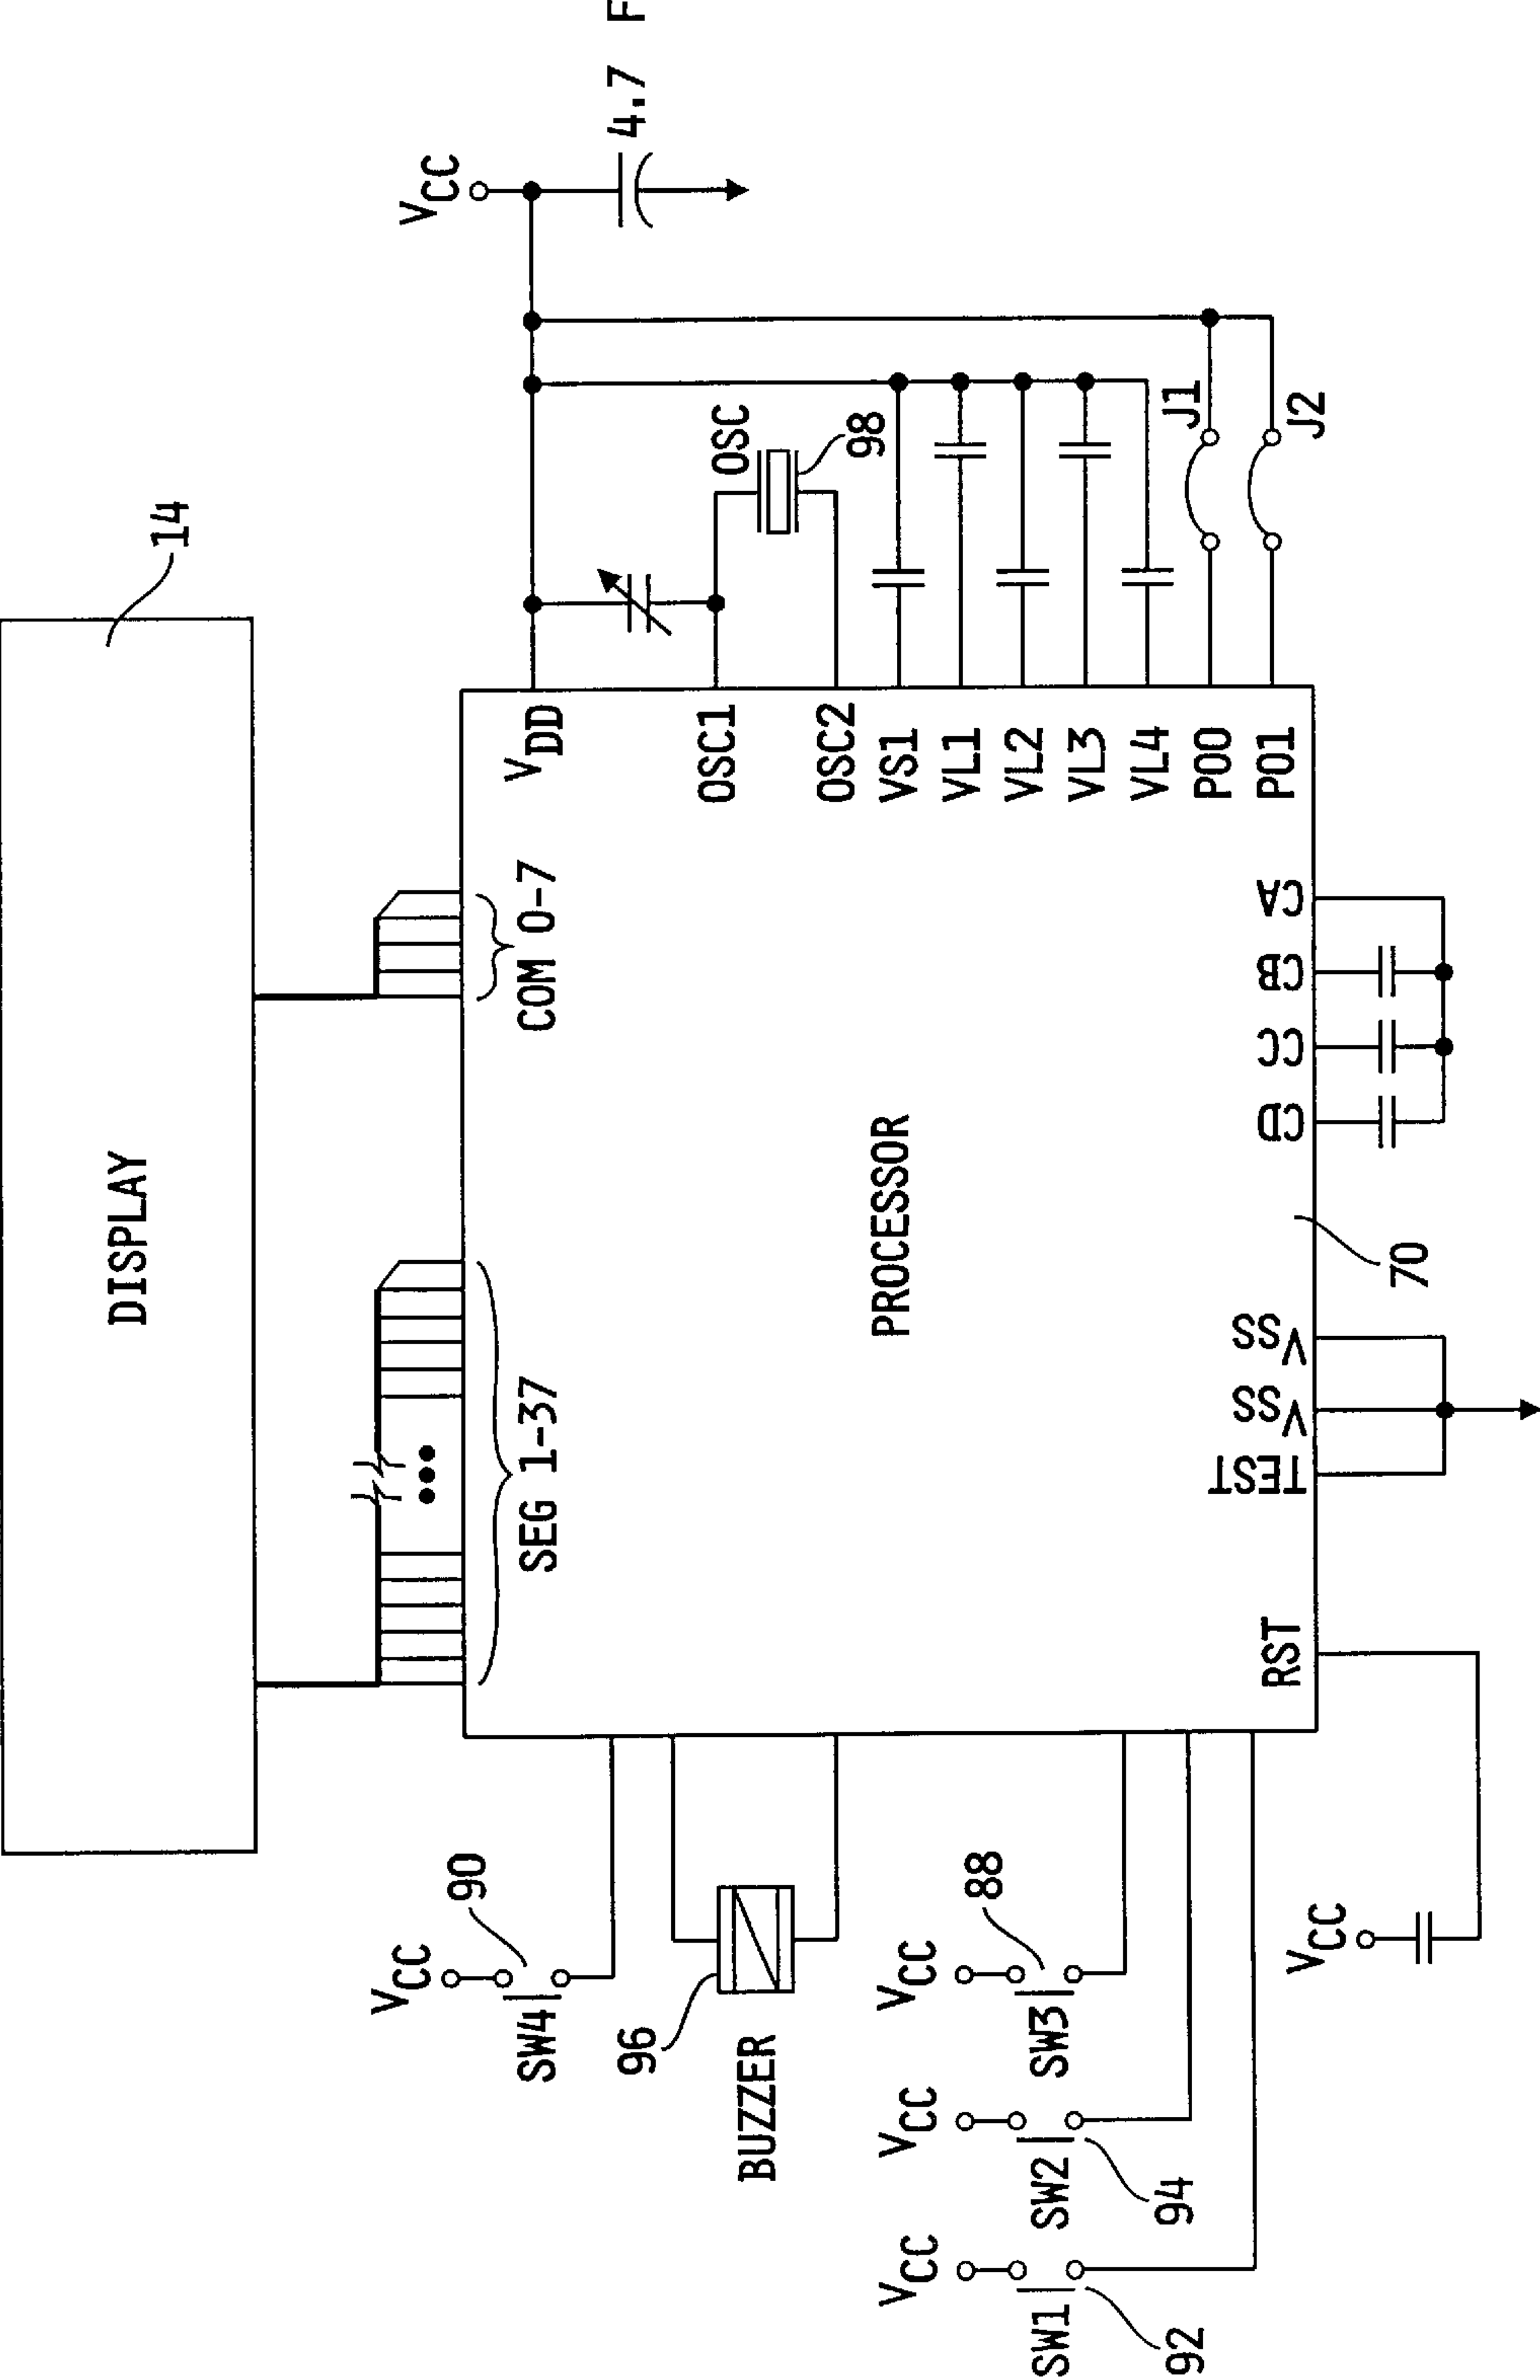 14
DISPLAY
VCC
4.7 F
OSC
98
J1
J2
VDD
OSC1
OSC2
VS1
VL1
VL2
VL3
VL4
P00
P01
COM 0-7
SEG 1-37
PROCESSOR
CA
CB
CC
CD
70
VSS
VSS
TEST
RST
VCC
90
SW4
96
BUZZER
VCC
88
SW3
VCC
SW2
94
VCC
SW1
92
VCC